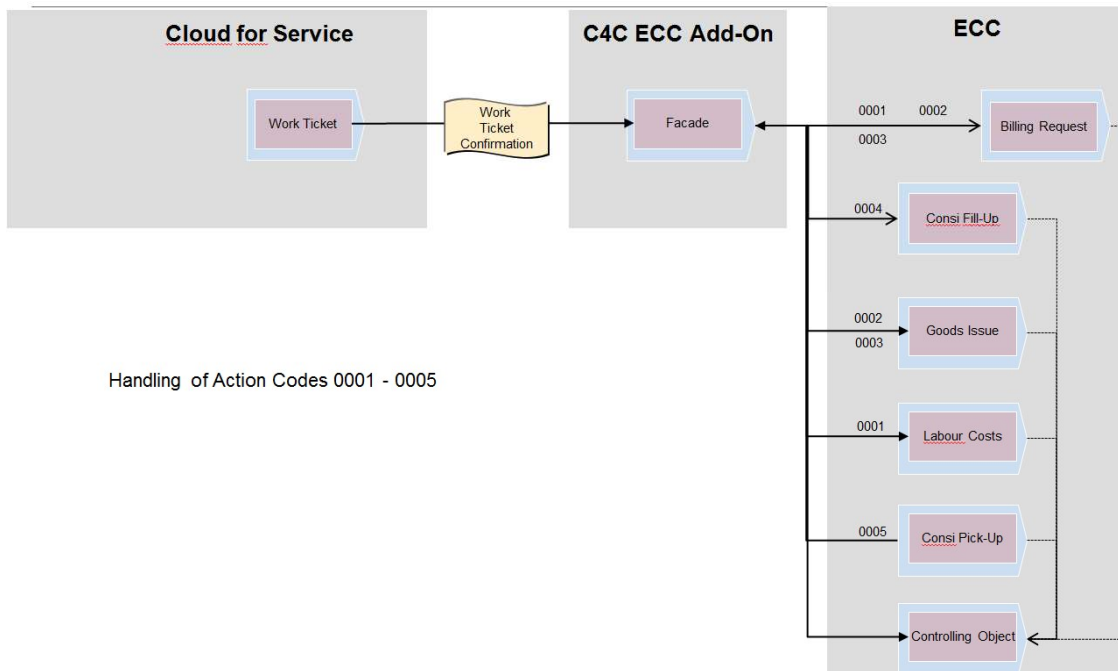 Cloud for Service
C4C ECC Add-On
ECC
Work Ticket
Work
Ticket
Confirmation
Facade
0001 0002
0003
Billing Request
0004
Consi Fill-Up
0002
0003
Goods Issue
Handling of Action Codes 0001 - 0005
0001
Labour Costs
0005
Consi Pick-Up
Controlling Object